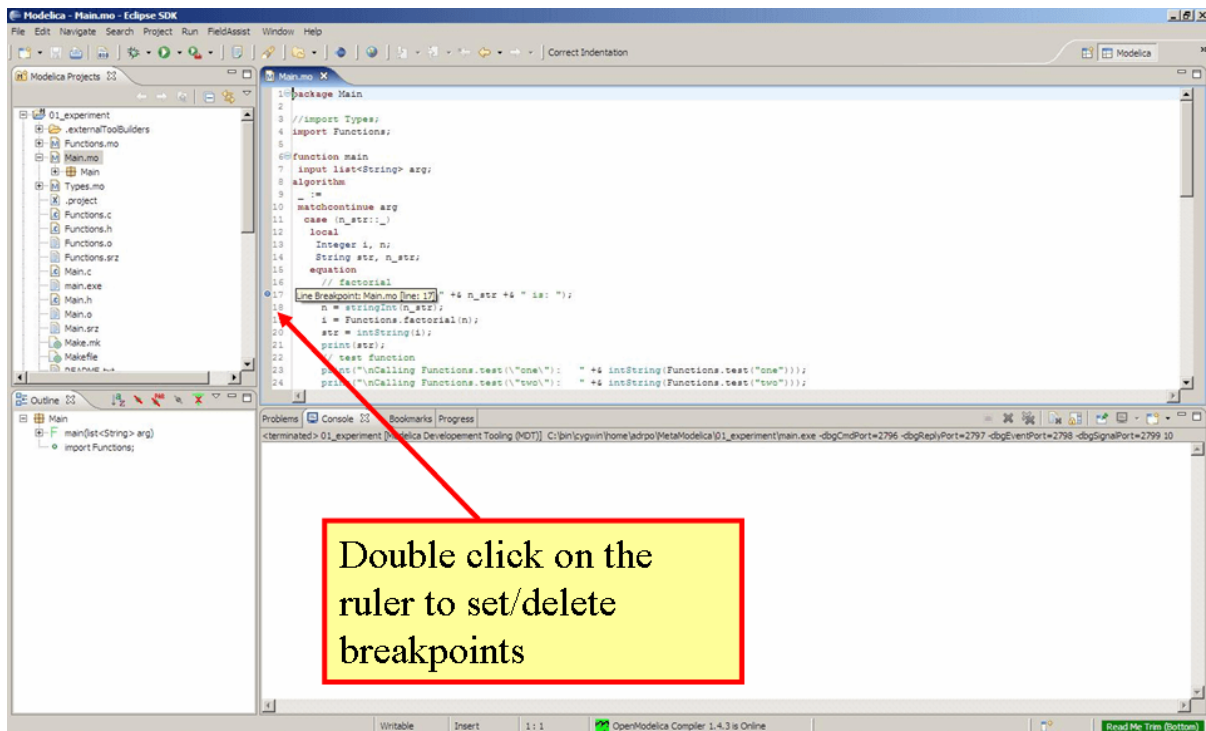 Modelica - Main.mo - Eclipse SDK
File Edit Navigate Search Project Run FieldAssist Window Help
Correct Indentation
Modelica
Modelica Projects
01_experiment
.externalToolBuilders
Functions.mo
Main.mo
Main
Types.mo
.project
Functions.c
Functions.h
Functions.o
Functions.srz
Main.c
main.exe
Main.h
Main.o
Main.srz
Make.mk
Makefile
Outline
Main
main(list<String> arg)
import Functions;
Main.mo
1 package Main
2
3 //import Types;
4 import Functions;
5
6 function main
7 input list<String> arg;
8 algorithm
9 _ :=
10 matchcontinue arg
11 case (n_str::_)
12 local
13 Integer i, n;
14 String str, n_str;
15 equation
16 // factorial
17 Line Breakpoint: Main.mo [line: 17] " +& n_str +& " is: ");
18 n = stringInt(n_str);
i = Functions.factorial(n);
20 str = intString(i);
21 print(str);
22 // test function
23 print("\nCalling Functions.test(\"one\"): " +& intString(Functions.test("one")));
24 print("\nCalling Functions.test(\"two\"): " +& intString(Functions.test("two")));
Problems Console Bookmarks Progress
<terminated> 01_experiment [Modelica Developement Tooling (MDT)] C:\bin\cygwin\home\adrpo\MetaModelica\01_experiment\main.exe -dbgCmdPort=2796 -dbgReplyPort=2797 -dbgEventPort=2798 -dbgSignalPort=2799 10
Double click on the
ruler to set/delete
breakpoints
Writable Insert 1 : 1 OpenModelica Compiler 1.4.3 is Online Read Me Trim (Bottom)